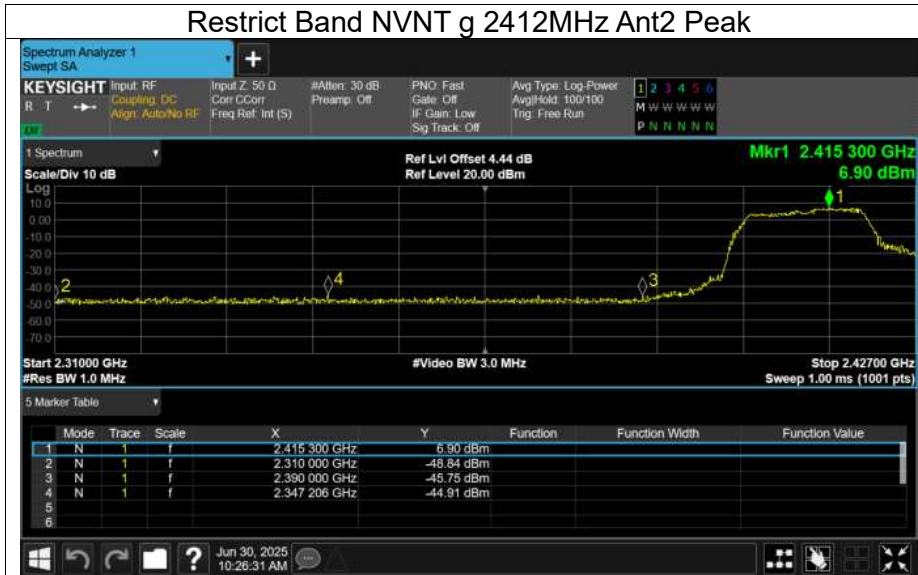 Restrict Band NVNT g 2412MHz Ant2 Peak
Spectrum Analyzer 1
Swept SA
+
KEYSIGHT
R T
Input: RF
Coupling: DC
Align: Auto/No RF
Input Z: 50 Ω
Corr CCorr
Freq Ref: Int (S)
#Atten: 30 dB
Preamp: Off
PNO: Fast
Gate: Off
IF Gain: Low
Sig Track: Off
Avg Type: Log-Power
Avg|Hold: 100/100
Trig: Free Run
1 2 3 4 5 6
M W W W W W
P N N N N N
1 Spectrum
Scale/Div 10 dB
Ref Lvl Offset 4.44 dB
Ref Level 20.00 dBm
Mkr1 2.415 300 GHz
6.90 dBm
Log
10.0
0.00
-10.0
-20.0
-30.0
-40.0
-50.0
-60.0
-70.0
1
2
4
3
Start 2.31000 GHz
#Video BW 3.0 MHz
Stop 2.42700 GHz
#Res BW 1.0 MHz
Sweep 1.00 ms (1001 pts)
5 Marker Table
Mode Trace Scale X Y Function Function Width Function Value
1 N 1 f 2.415 300 GHz 6.90 dBm
2 N 1 f 2.310 000 GHz -48.84 dBm
3 N 1 f 2.390 000 GHz -45.75 dBm
4 N 1 f 2.347 206 GHz -44.91 dBm
5
6
?
Jun 30, 2025
10:26:31 AM